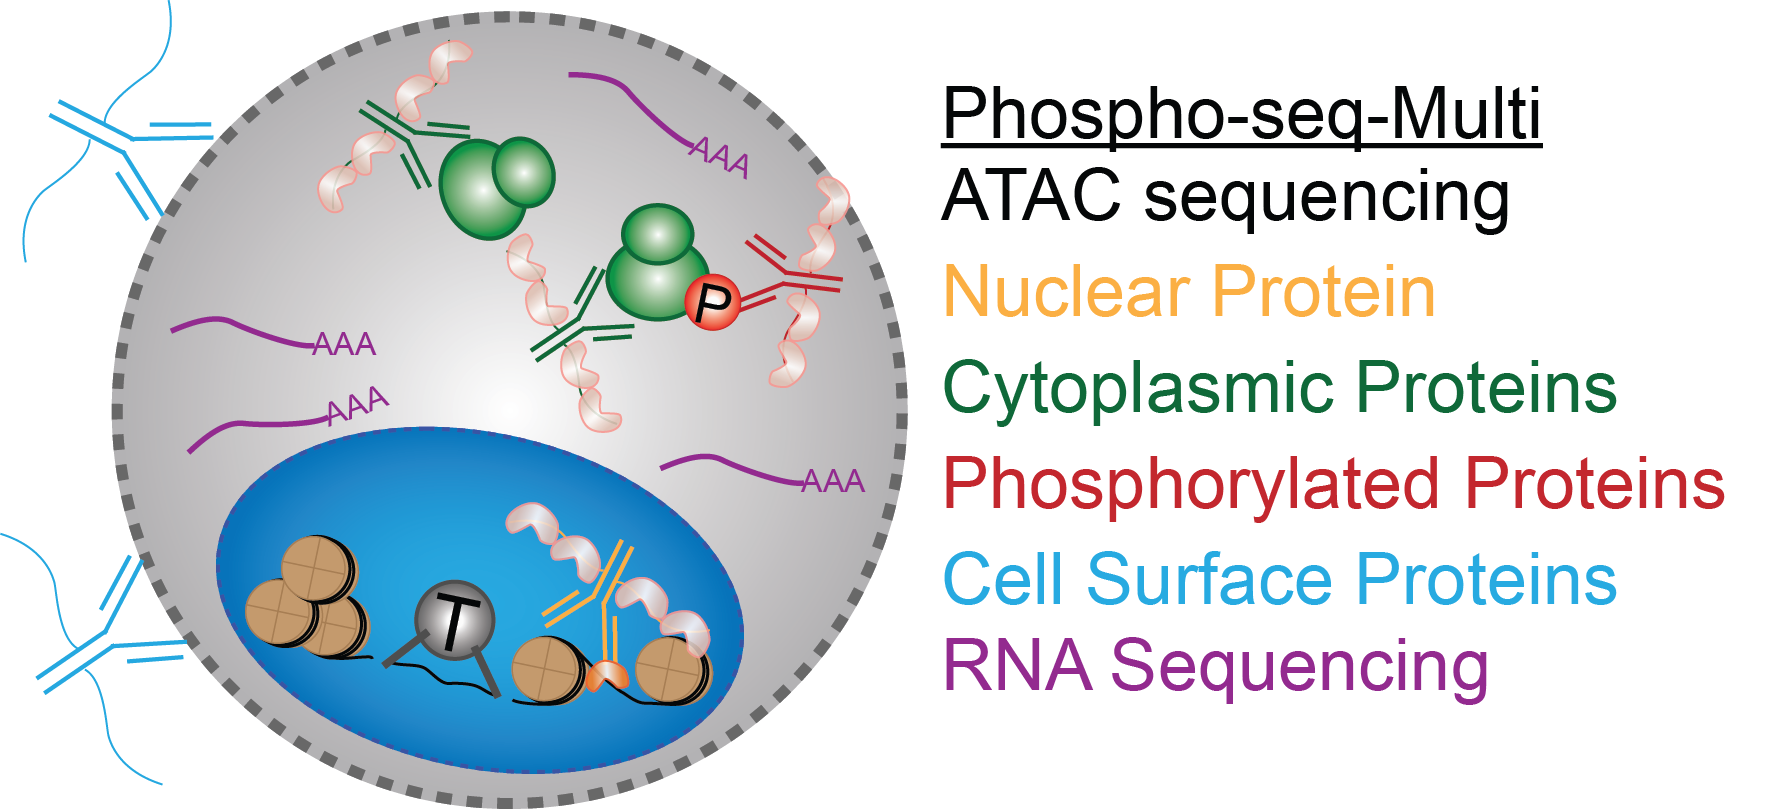 Phospho-seq-Multi
ATAC sequencing
Nuclear Protein
Cytoplasmic Proteins
Phosphorylated Proteins
Cell Surface Proteins
RNA Sequencing
AAA
P
AAA
AAA
AAA
T